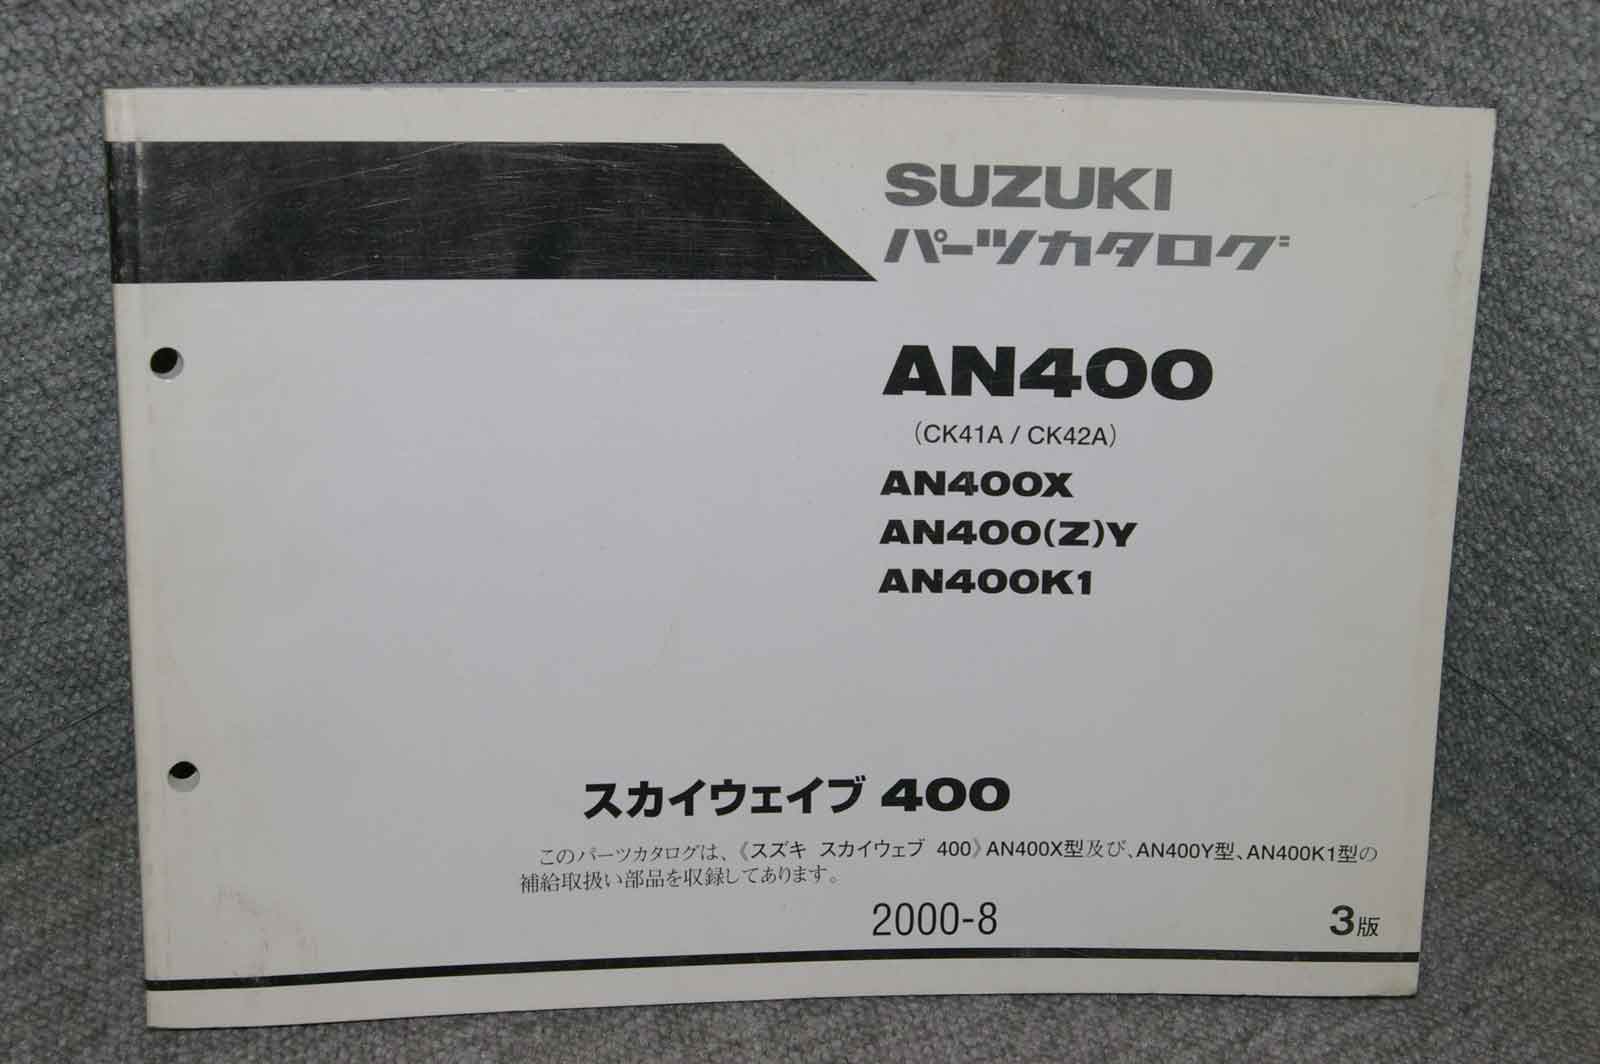 SUZUKI
パーツカタログ
AN400
(CK41A / CK42A)
AN400X
AN400(Z)Y
AN400K1
スカイウェイブ 400
このパーツカタログは、《スズキ スカイウェブ 400》AN400X型及び、AN400Y型、AN400K1型の
補給取扱い部品を収録してあります。
2000-8 3版